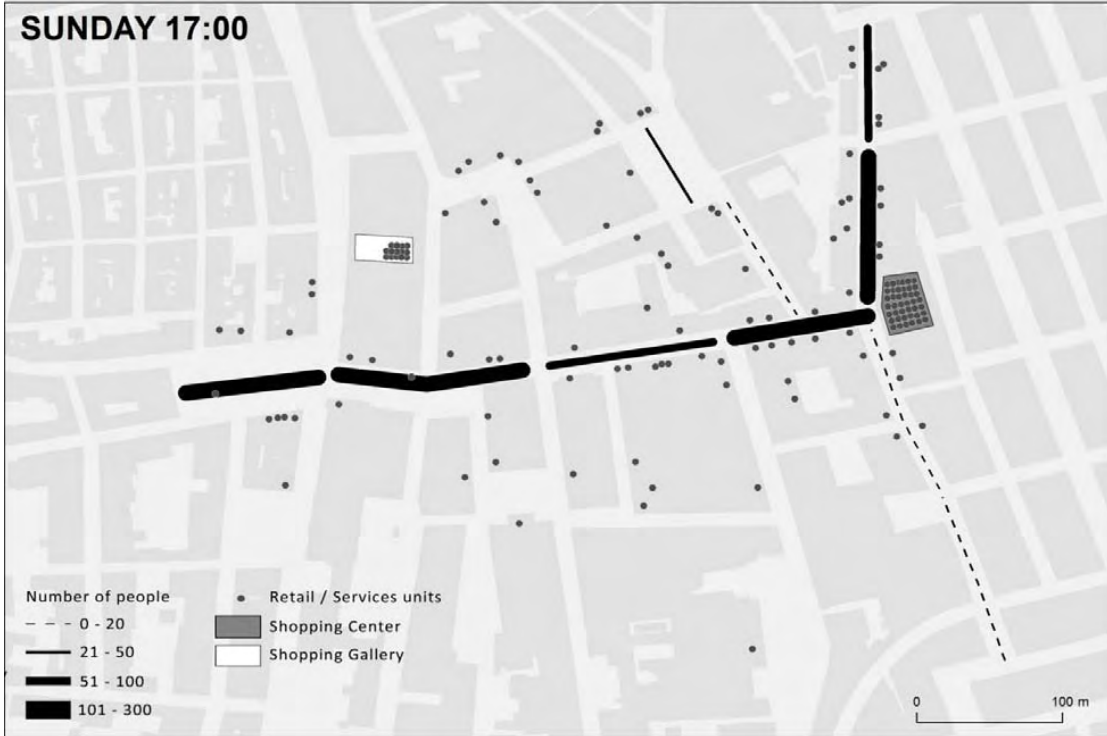 SUNDAY 17:00
Number of people
0 - 20
21 - 50
51 - 100
101 - 300
Retail / Services units
Shopping Center
Shopping Gallery
0 100 m